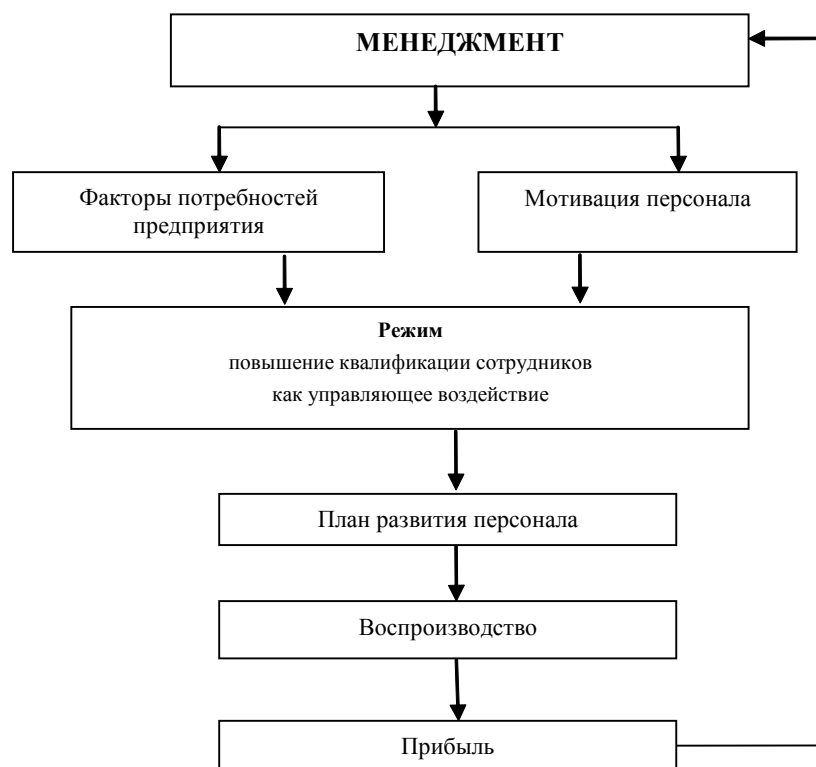 МЕНЕДЖМЕНТ
Факторы потребностей
предприятия
Мотивация персонала
Режим
повышение квалификации сотрудников
как управляющее воздействие
План развития персонала
Воспроизводство
Прибыль